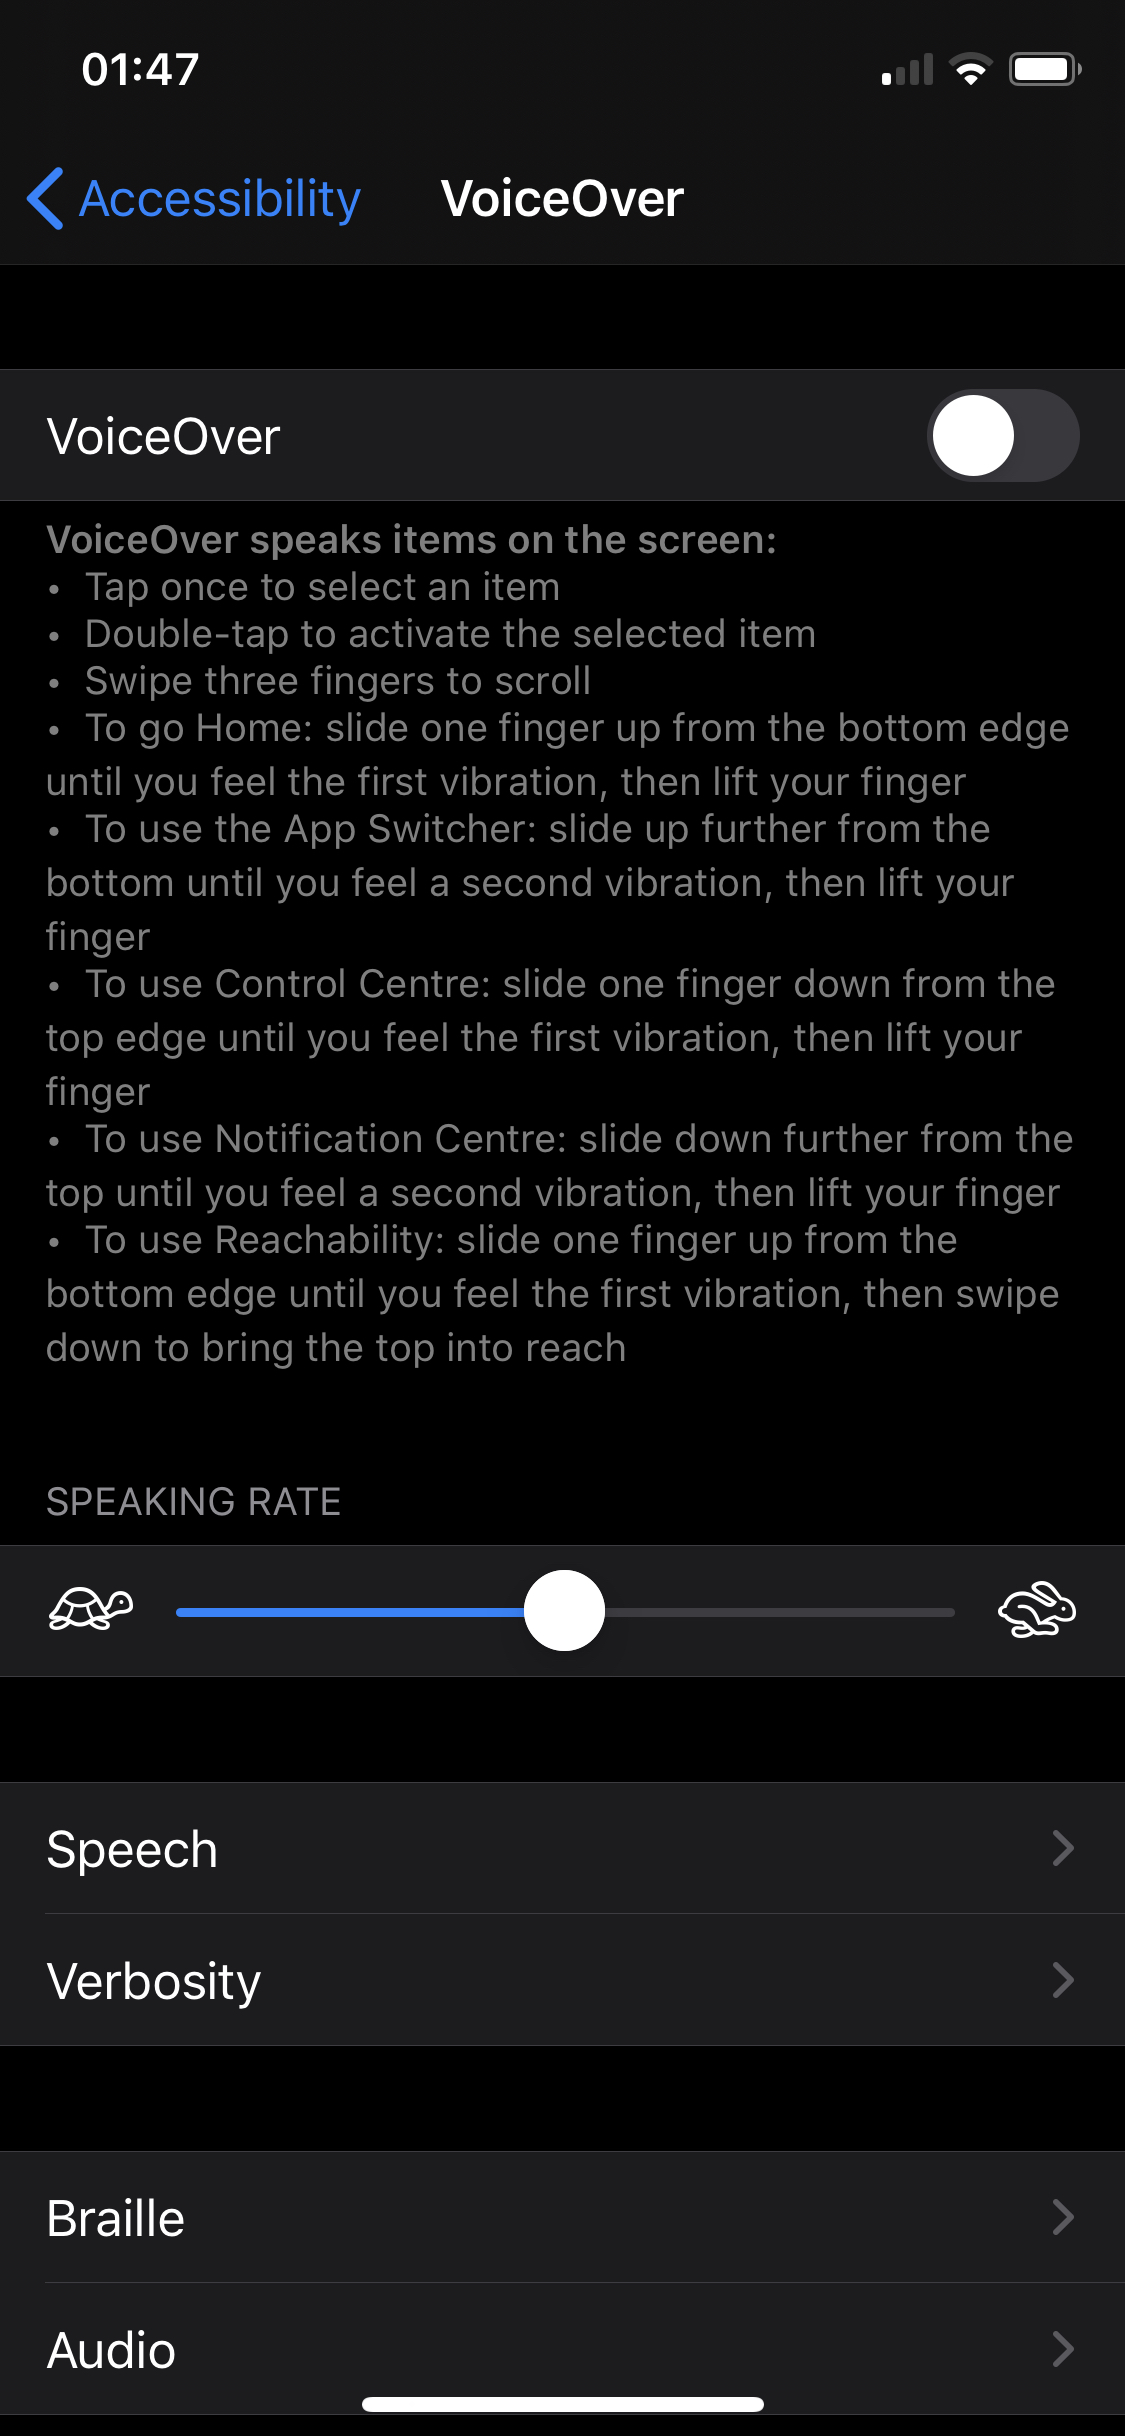 01:47
Accessibility
VoiceOver
VoiceOver
VoiceOver speaks items on the screen:
• Tap once to select an item
• Double-tap to activate the selected item
• Swipe three fingers to scroll
• To go Home: slide one finger up from the bottom edge
until you feel the first vibration, then lift your finger
• To use the App Switcher: slide up further from the
bottom until you feel a second vibration, then lift your
finger
• To use Control Centre: slide one finger down from the
top edge until you feel the first vibration, then lift your
finger
• To use Notification Centre: slide down further from the
top until you feel a second vibration, then lift your finger
• To use Reachability: slide one finger up from the
bottom edge until you feel the first vibration, then swipe
down to bring the top into reach
SPEAKING RATE
Speech
Verbosity
Braille
Audio